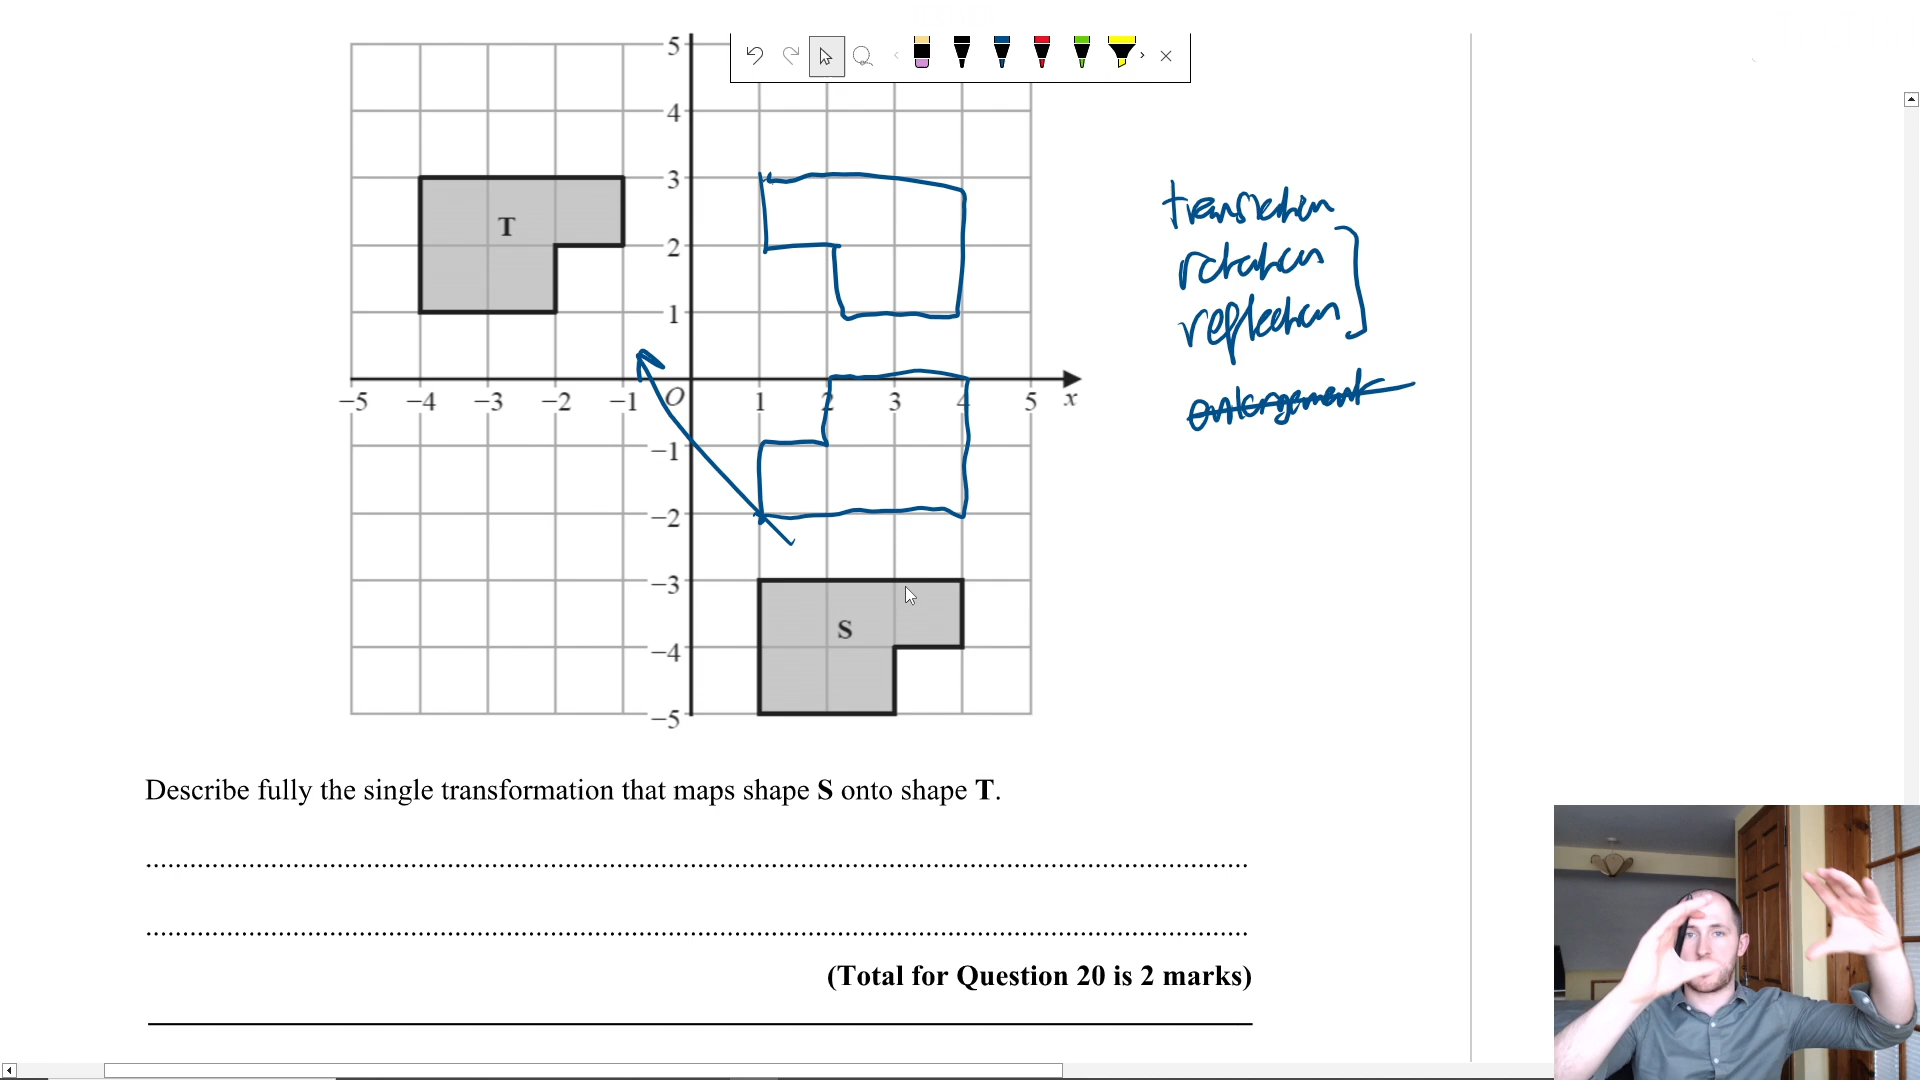 5
4
3
T
2
1
−5 −4 −3 −2 −1 O 1 2 3 4 5 x
−1
−2
−3
S
−4
−5
translation
rotation
reflection
enlargement
Describe fully the single transformation that maps shape S onto shape T.
(Total for Question 20 is 2 marks)